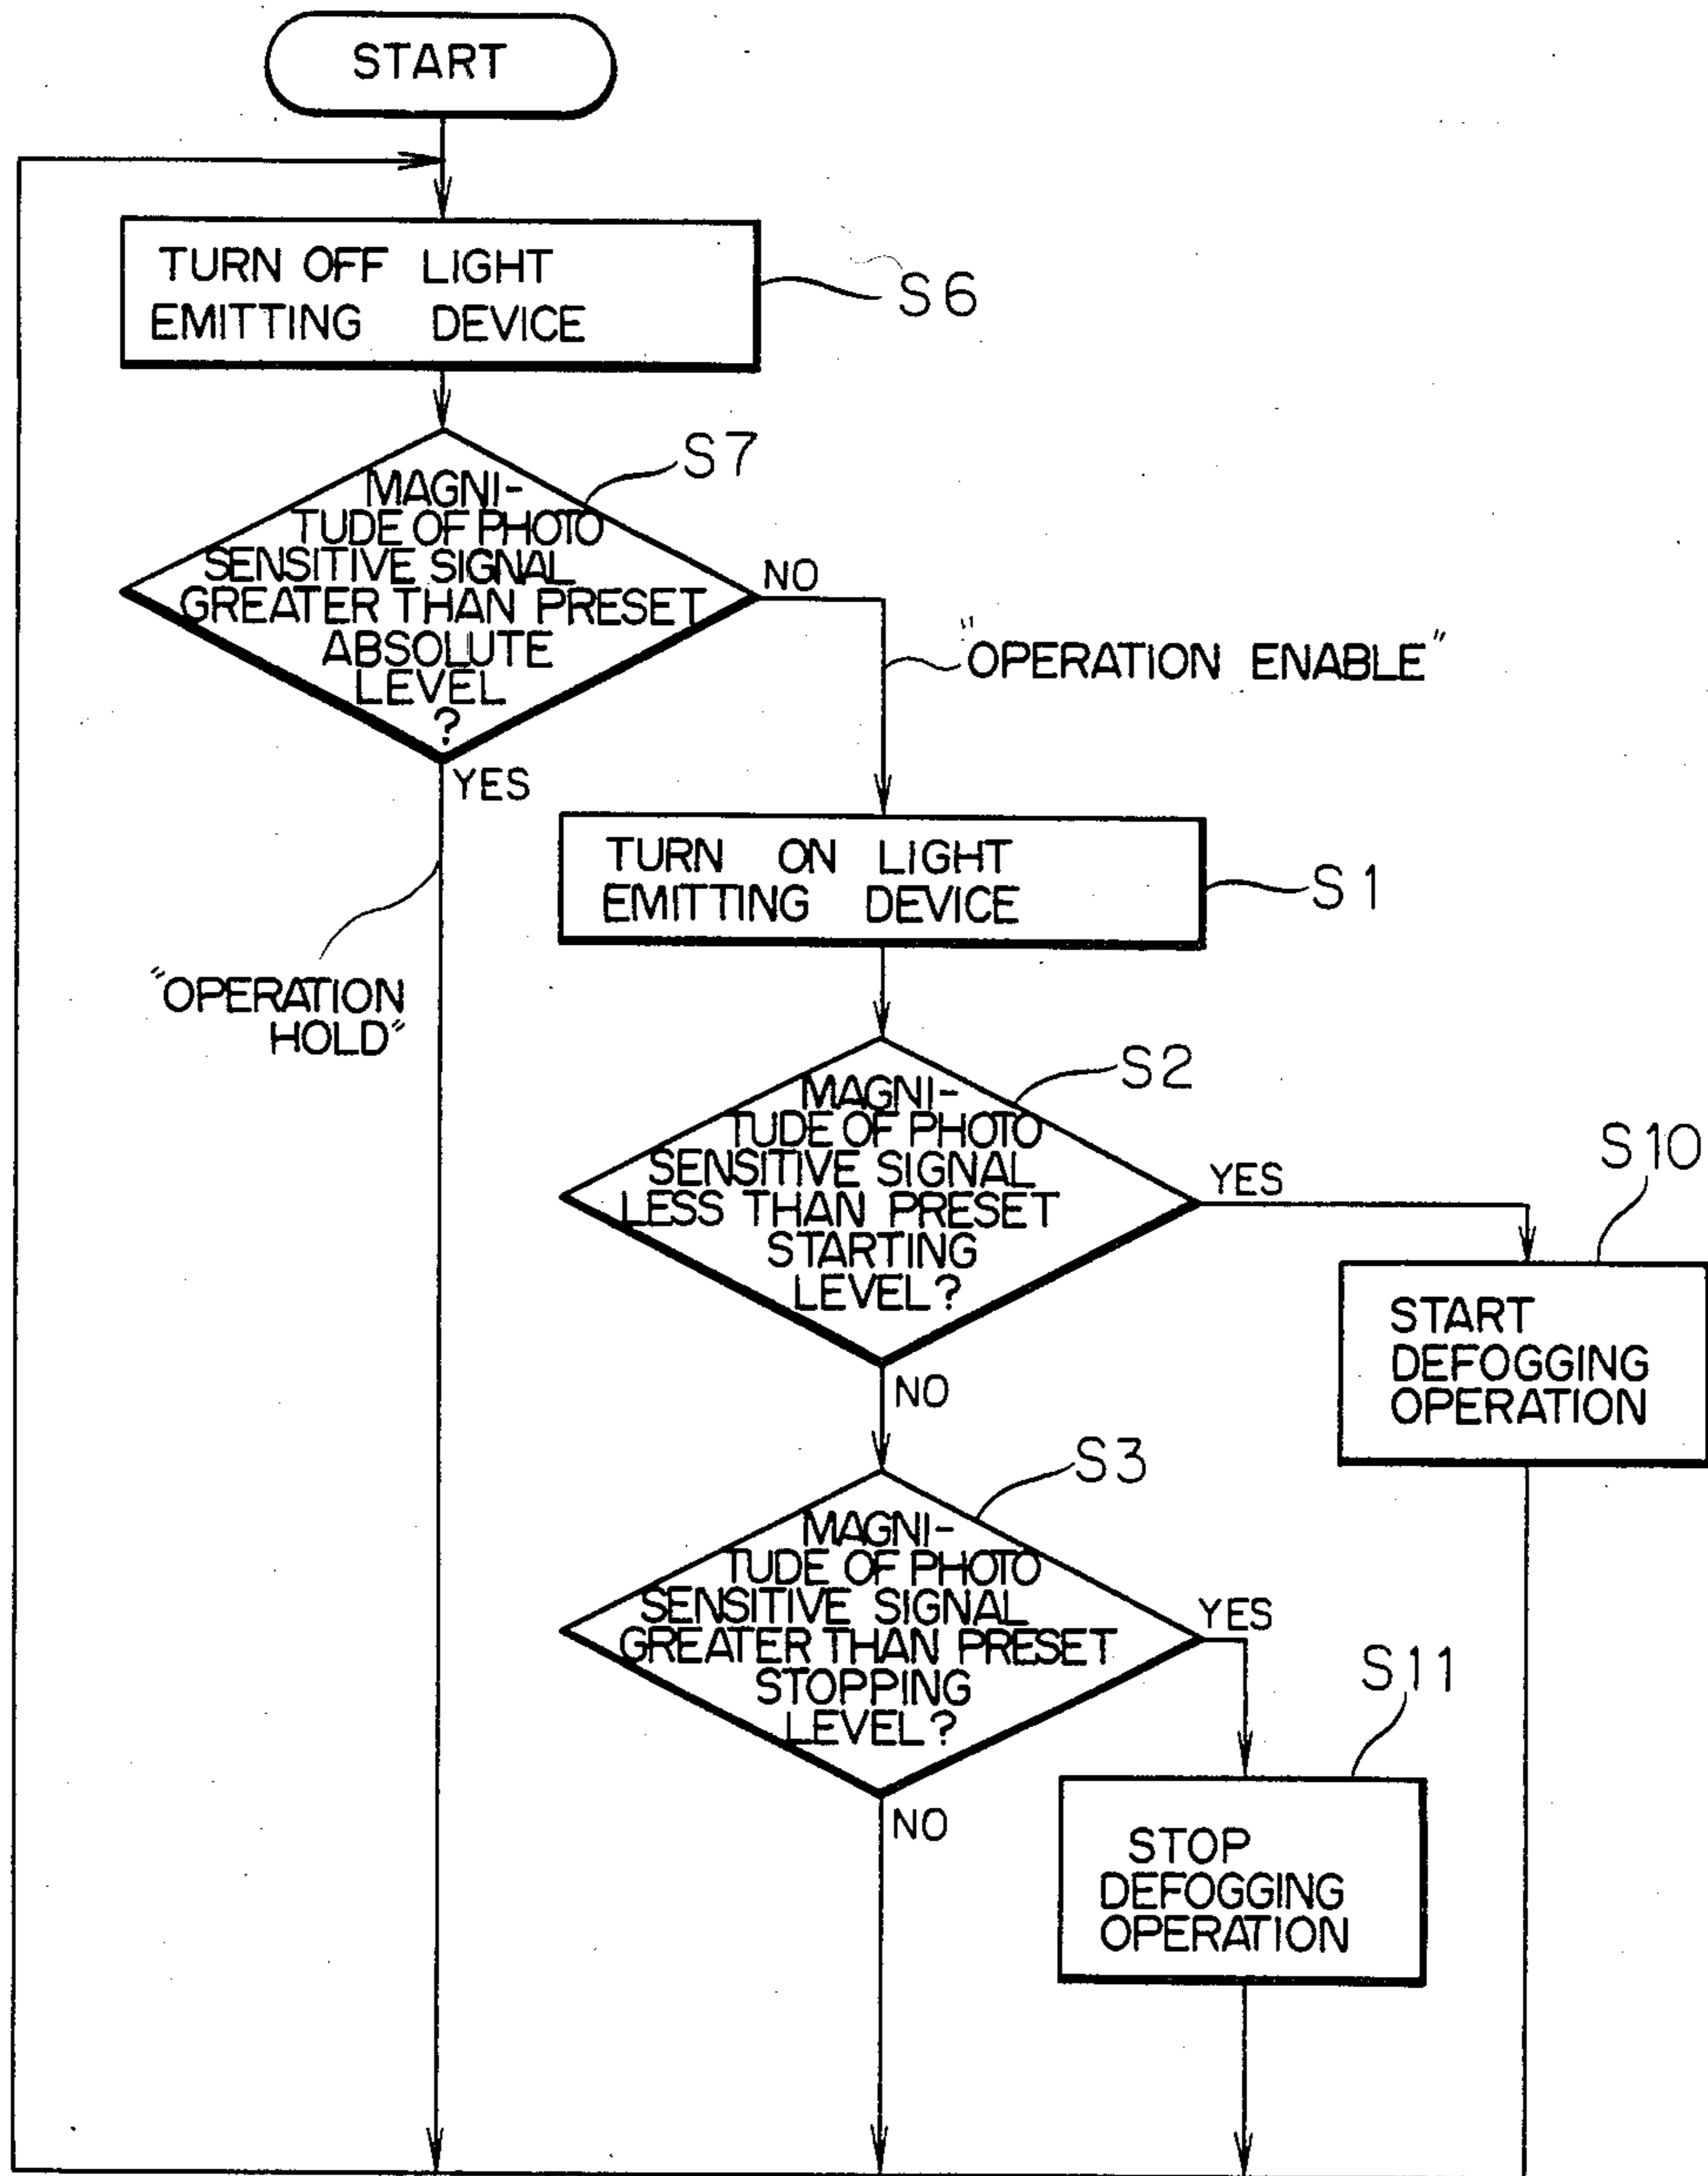 START
TURN OFF LIGHT
EMITTING DEVICE
S6
S7
MAGNI-
TUDE OF PHOTO
SENSITIVE SIGNAL
GREATER THAN PRESET
ABSOLUTE
LEVEL
?
NO
"OPERATION ENABLE"
YES
"OPERATION
HOLD"
TURN ON LIGHT
EMITTING DEVICE
S1
S2
MAGNI-
TUDE OF PHOTO
SENSITIVE SIGNAL
LESS THAN PRESET
STARTING
LEVEL?
YES
S10
START
DEFOGGING
OPERATION
NO
S3
MAGNI-
TUDE OF PHOTO
SENSITIVE SIGNAL
GREATER THAN PRESET
STOPPING
LEVEL?
YES
S11
STOP
DEFOGGING
OPERATION
NO